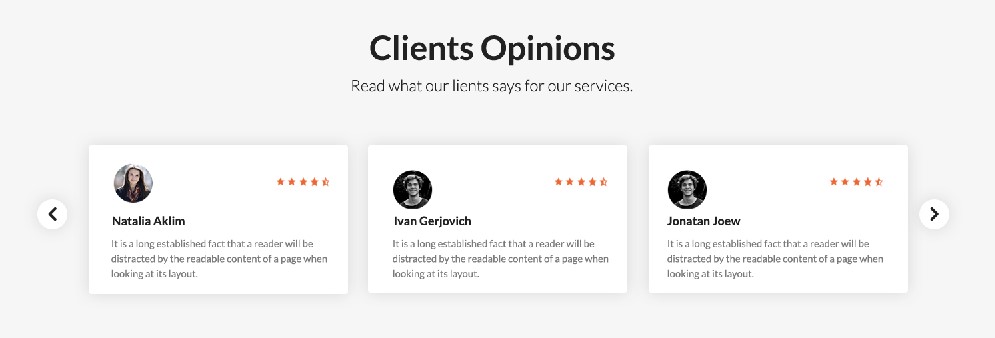 Clients Opinions
Read what our lients says for our services.
Natalia Aklim
It is a long established fact that a reader will be
distracted by the readable content of a page when
looking at its layout.
Ivan Gerjovich
It is a long established fact that a reader will be
distracted by the readable content of a page when
looking at its layout.
Jonatan Joew
It is a long established fact that a reader will be
distracted by the readable content of a page when
looking at its layout.